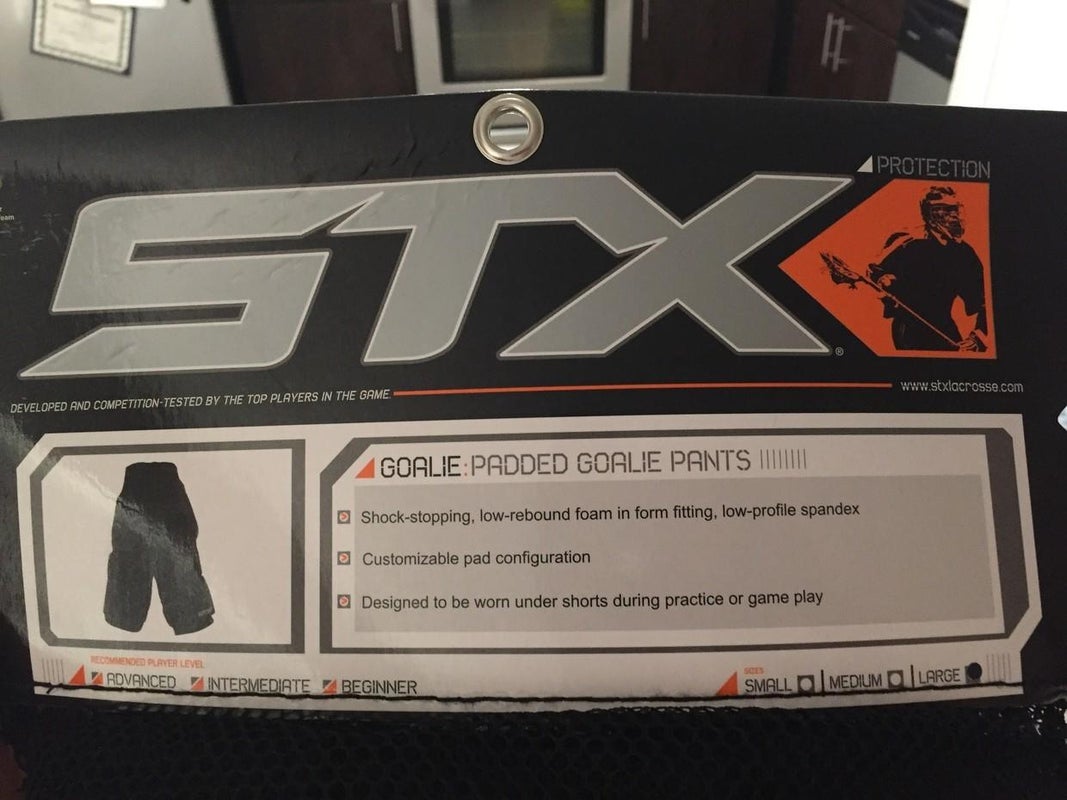 PROTECTION
STX®
DEVELOPED AND COMPETITION-TESTED BY THE TOP PLAYERS IN THE GAME.
www.stxlacrosse.com
GOALIE: PADDED GOALIE PANTS
Shock-stopping, low-rebound foam in form fitting, low-profile spandex
Customizable pad configuration
Designed to be worn under shorts during practice or game play
RECOMMENDED PLAYER LEVEL
ADVANCED INTERMEDIATE BEGINNER
SIZES
SMALL | MEDIUM | LARGE